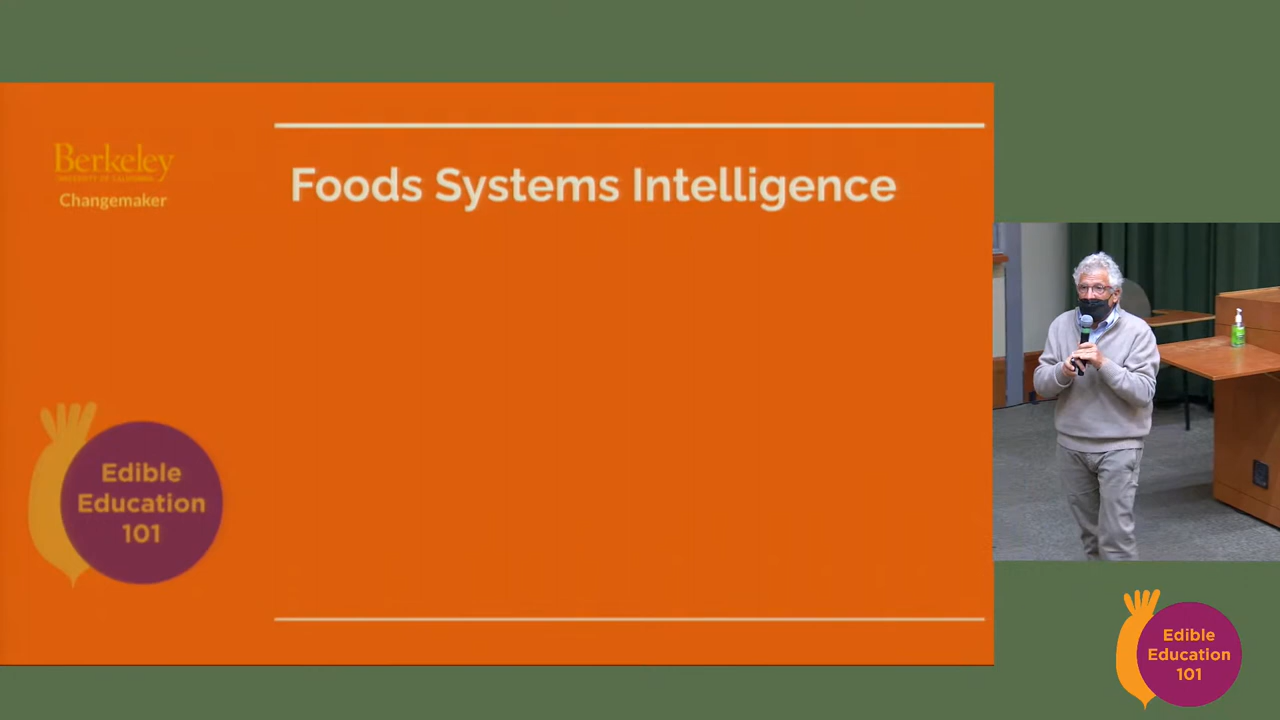 Berkeley
UNIVERSITY OF CALIFORNIA
Changemaker
Foods Systems Intelligence
Edible
Education
101
Edible
Education
101